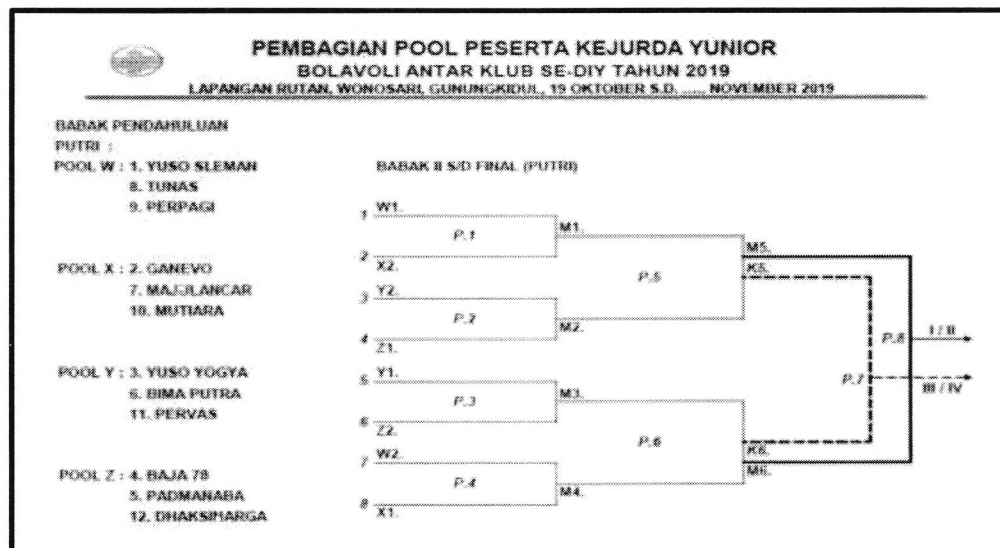 PEMBAGIAN POOL PESERTA KEJURDA YUNIOR
BOLAVOLI ANTAR KLUB SE-DIY TAHUN 2019
LAPANGAN RUTAN, WONOSARI, GUNUNGKIDUL, 19 OKTOBER S.D. ...., NOVEMBER 2019
BABAK PENDAHULUAN
PUTRI :
POOL W : 1. YUSO SLEMAN
8. TUNAS
9. PERPAGI
POOL X : 2. GANEVO
7. MAJULANCAR
10. MUTIARA
POOL Y : 3. YUSO YOGYA
6. BIMA PUTRA
11. PERVAS
POOL Z : 4. BAJA 78
5. PADMANABA
12. DHAKSIHARGA
BABAK II S/D FINAL (PUTRI)
1 W1.
P.1
2 X2.
M1.
3 Y2.
P.2
4 Z1.
M2.
P.5
5 Y1.
P.3
6 Z2.
M3.
7 W2.
P.4
8 X1.
M4.
P.6
M5.
K5.
K6.
M6.
P.7
P.8
I / II
III / IV